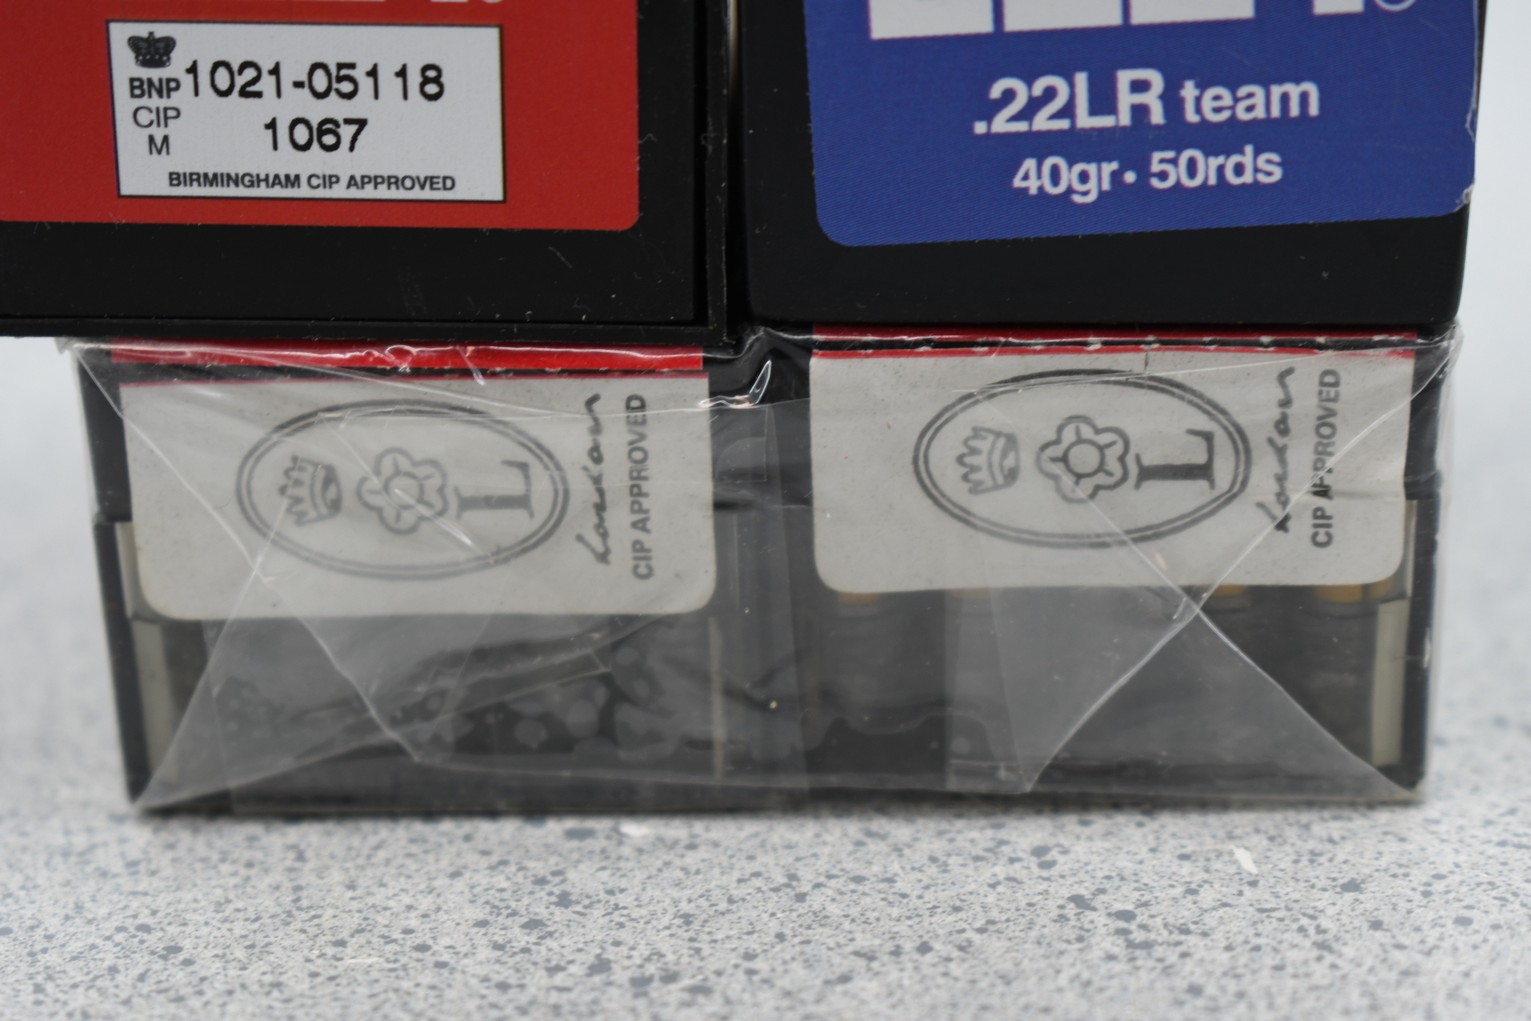 BNP 1021-05118
CIP
M 1067
BIRMINGHAM CIP APPROVED
.22LR team
40gr• 50rds
L
London
CIP APPROVED
L
London
CIP APPROVED